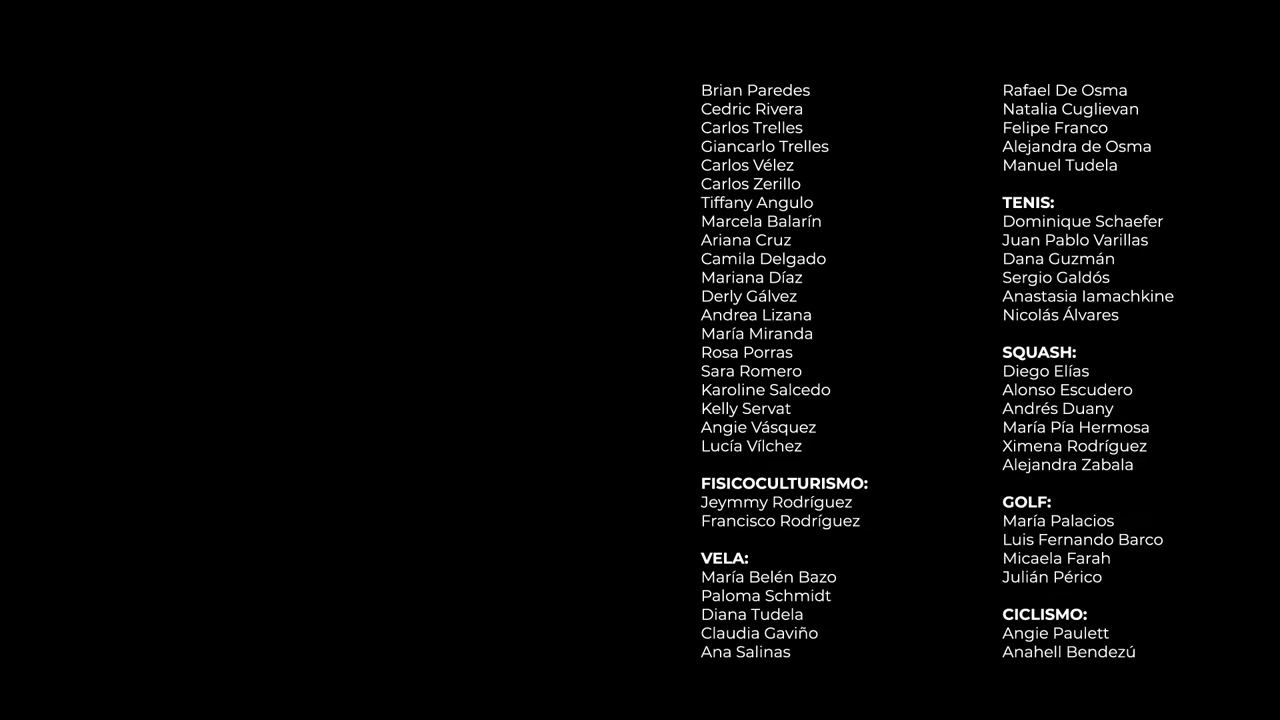 Brian Paredes
Cedric Rivera
Carlos Trelles
Giancarlo Trelles
Carlos Vélez
Carlos Zerillo
Tiffany Angulo
Marcela Balarín
Ariana Cruz
Camila Delgado
Mariana Díaz
Derly Gálvez
Andrea Lizana
María Miranda
Rosa Porras
Sara Romero
Karoline Salcedo
Kelly Servat
Angie Vásquez
Lucía Vílchez
FISICOCULTURISMO:
Jeymmy Rodríguez
Francisco Rodríguez
VELA:
María Belén Bazo
Paloma Schmidt
Diana Tudela
Claudia Gaviño
Ana Salinas
Rafael De Osma
Natalia Cuglievan
Felipe Franco
Alejandra de Osma
Manuel Tudela
TENIS:
Dominique Schaefer
Juan Pablo Varillas
Dana Guzmán
Sergio Galdós
Anastasia Iamachkine
Nicolás Álvares
SQUASH:
Diego Elías
Alonso Escudero
Andrés Duany
María Pía Hermosa
Ximena Rodríguez
Alejandra Zabala
GOLF:
María Palacios
Luis Fernando Barco
Micaela Farah
Julián Périco
CICLISMO:
Angie Paulett
Anahell Bendezú